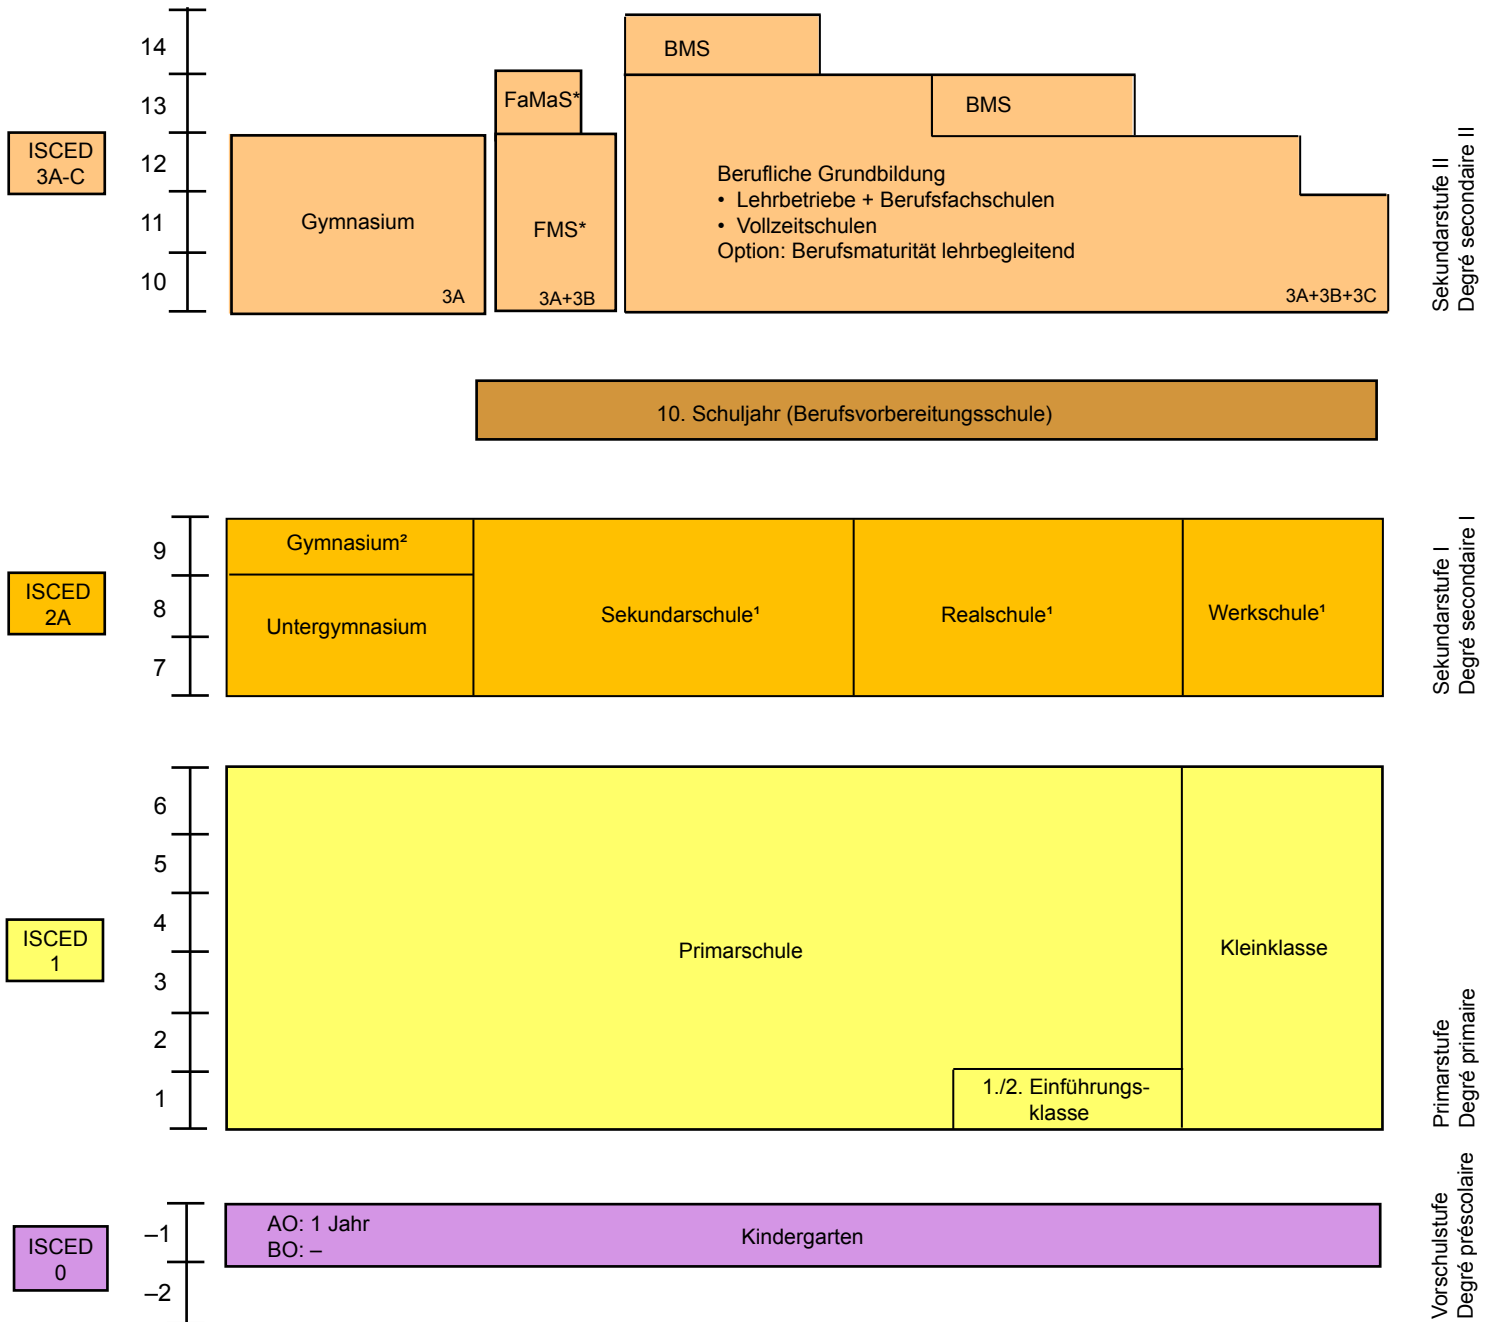 14
BMS
13
FaMaS*
BMS
ISCED
3A-C
12
11
10
Gymnasium
3A
FMS*
3A+3B
Berufliche Grundbildung
• Lehrbetriebe + Berufsfachschulen
• Vollzeitschulen
Option: Berufsmaturität lehrbegleitend
3A+3B+3C
Sekundarstufe II
Degré secondaire II
10. Schuljahr (Berufsvorbereitungsschule)
ISCED
2A
9
8
7
Gymnasium²
Untergymnasium
Sekundarschule¹
Realschule¹
Werkschule¹
Sekundarstufe I
Degré secondaire I
ISCED
1
6
5
4
3
2
1
Primarschule
Kleinklasse
1./2. Einführungs-
klasse
Primarstufe
Degré primaire
ISCED
0
–1
–2
AO: 1 Jahr
BO: –
Kindergarten
Vorschulstufe
Degré préscolaire